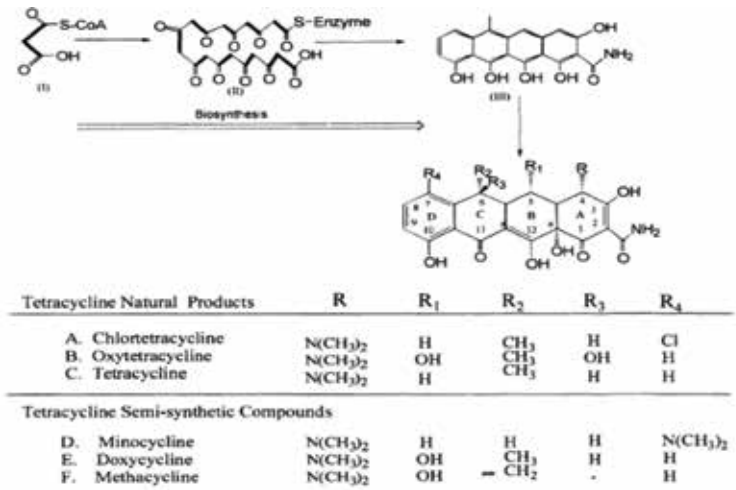 S-CoA
S-Enzyme
OH
OH
NH₂
(I)
(II)
OH OH OH OH
(III)
Biosynthesis
R₄ R₂ R₃ R₁ R
7 6 5 4
OH
8 D C B A 3
9 2
NH₂
10 11 12 1
OH O OH OH O O
Tetracycline Natural Products R R₁ R₂ R₃ R₄
A. Chlortetracycline N(CH₃)₂ H CH₃ H Cl
B. Oxytetracycline N(CH₃)₂ OH CH₃ OH H
C. Tetracycline N(CH₃)₂ H CH₃ H H
Tetracycline Semi-synthetic Compounds
D. Minocycline N(CH₃)₂ H H H N(CH₃)₂
E. Doxycycline N(CH₃)₂ OH CH₃ H H
F. Methacycline N(CH₃)₂ OH = CH₂ - H